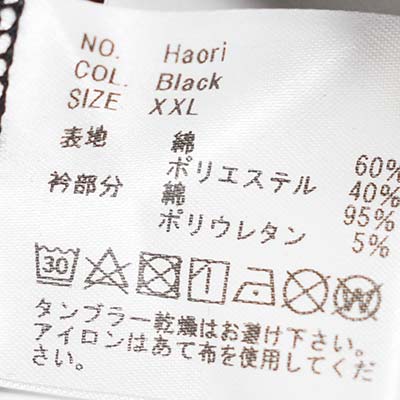 NO. Haori
COL. Black
SIZE XXL
表地 綿 60%
ポリエステル 40%
衿部分 綿 95%
ポリウレタン 5%
30
タンブラー乾燥はお避け下さい。
アイロンはあて布を使用してくだ
さい。